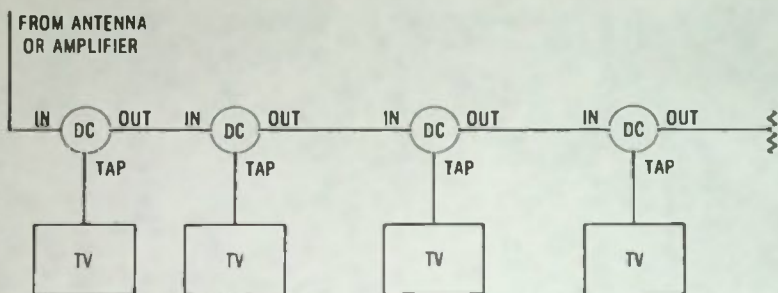 FROM ANTENNA
OR AMPLIFIER
IN DC OUT IN DC OUT IN DC OUT IN DC OUT
TAP TAP TAP TAP
TV TV TV TV